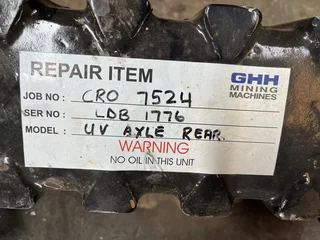 REPAIR ITEM
GHH
MINING
MACHINES
JOB NO : CRO 7524
SER NO : LDB 1776
MODEL : UV AXLE REAR.
WARNING
NO OIL IN THIS UNIT